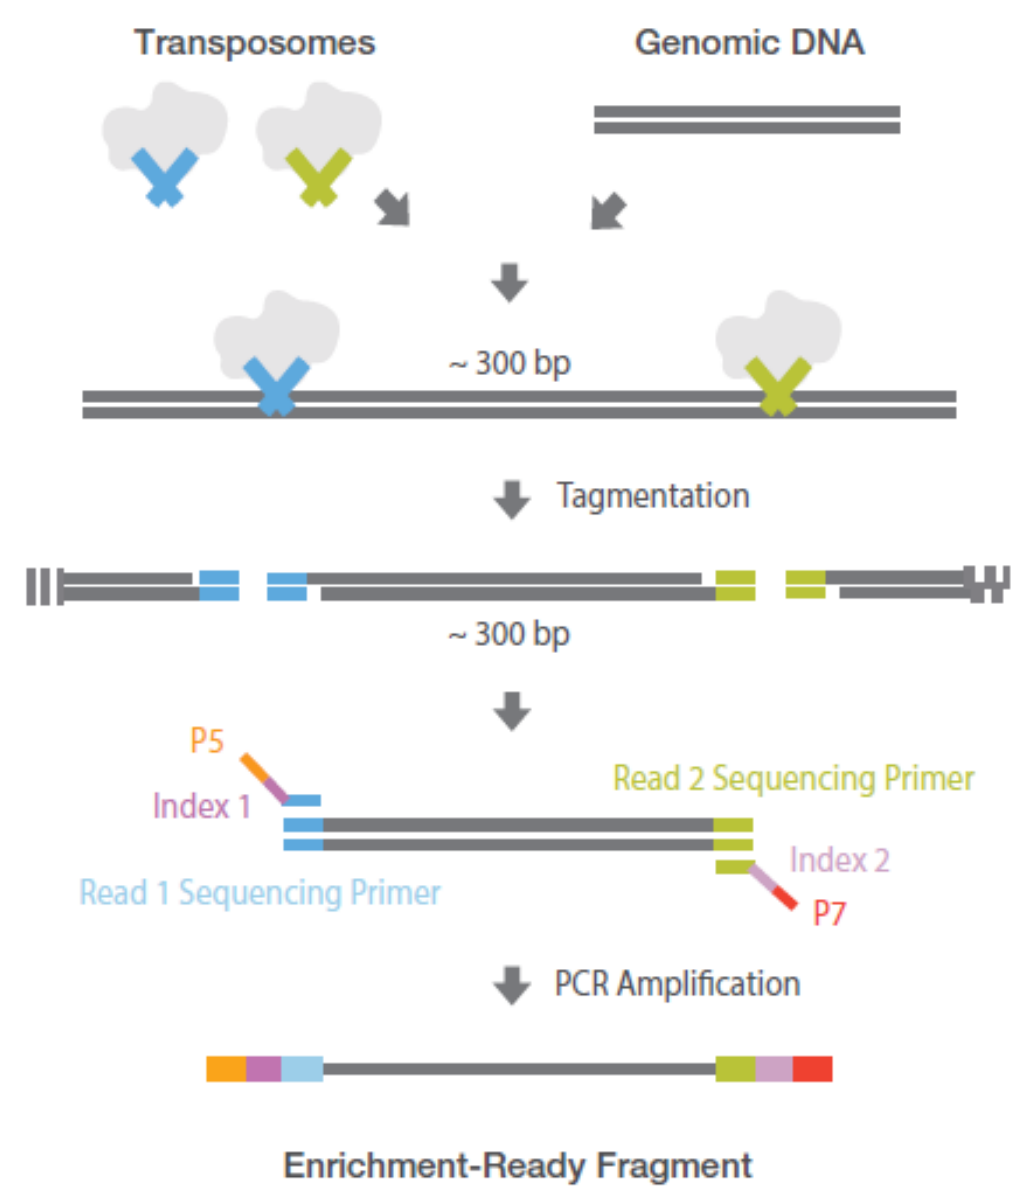 Transposomes
Genomic DNA
~ 300 bp
Tagmentation
~ 300 bp
P5
Read 2 Sequencing Primer
Index 1
Index 2
Read 1 Sequencing Primer
P7
PCR Amplification
Enrichment-Ready Fragment